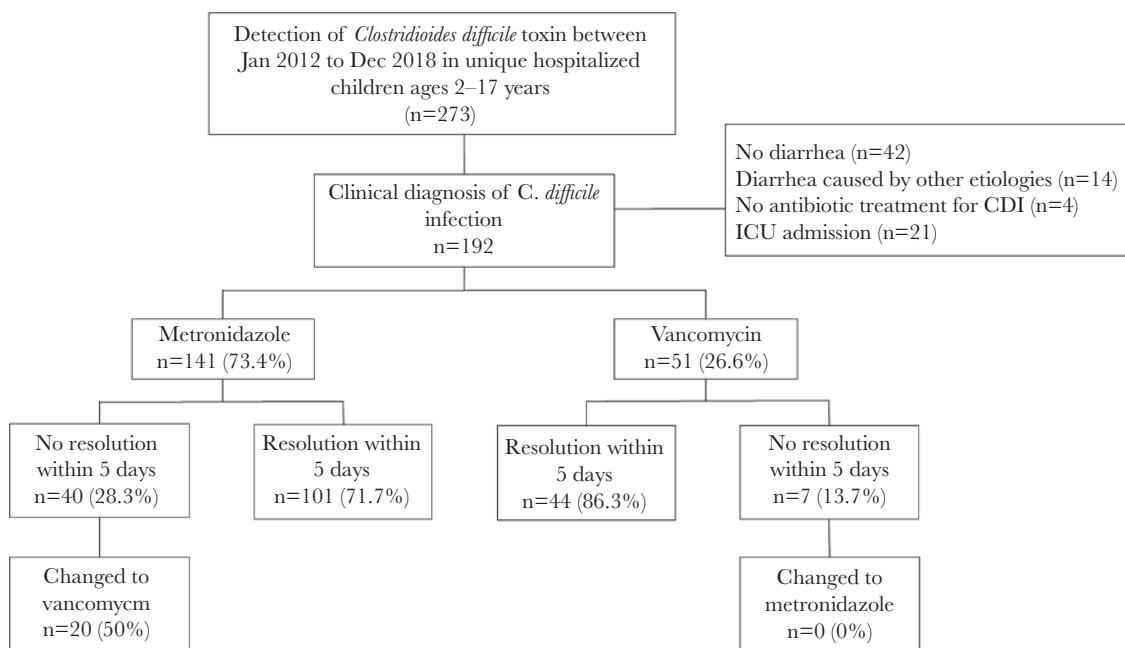 Detection of Clostridioides difficile toxin between
Jan 2012 to Dec 2018 in unique hospitalized
children ages 2–17 years
(n=273)
No diarrhea (n=42)
Diarrhea caused by other etiologies (n=14)
No antibiotic treatment for CDI (n=4)
ICU admission (n=21)
Clinical diagnosis of C. difficile
infection
n=192
Metronidazole
n=141 (73.4%)
Vancomycin
n=51 (26.6%)
No resolution
within 5 days
n=40 (28.3%)
Resolution within
5 days
n=101 (71.7%)
Resolution within
5 days
n=44 (86.3%)
No resolution
within 5 days
n=7 (13.7%)
Changed to
vancomycm
n=20 (50%)
Changed to
metronidazole
n=0 (0%)